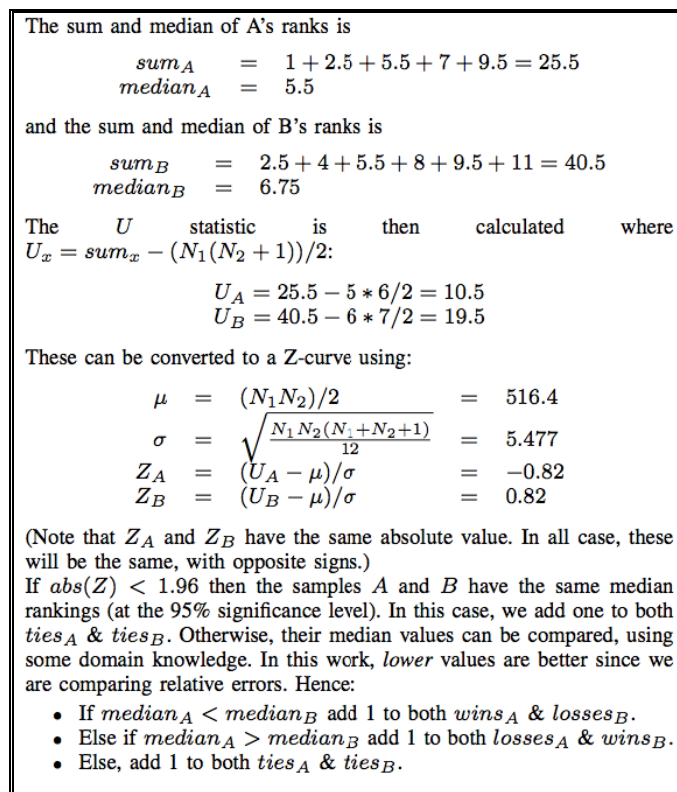 The sum and median of A's ranks is
sum_A = 1 + 2.5 + 5.5 + 7 + 9.5 = 25.5
median_A = 5.5
and the sum and median of B's ranks is
sum_B = 2.5 + 4 + 5.5 + 8 + 9.5 + 11 = 40.5
median_B = 6.75
The U statistic is then calculated where
U_x = sum_x − (N_1(N_2 + 1))/2:
U_A = 25.5 − 5 ∗ 6/2 = 10.5
U_B = 40.5 − 6 ∗ 7/2 = 19.5
These can be converted to a Z-curve using:
μ = (N_1N_2)/2 = 516.4
σ = √(N_1N_2(N_1+N_2+1)/12) = 5.477
Z_A = (U_A − μ)/σ = −0.82
Z_B = (U_B − μ)/σ = 0.82
(Note that Z_A and Z_B have the same absolute value. In all case, these
will be the same, with opposite signs.)
If abs(Z) < 1.96 then the samples A and B have the same median
rankings (at the 95% significance level). In this case, we add one to both
ties_A & ties_B. Otherwise, their median values can be compared, using
some domain knowledge. In this work, lower values are better since we
are comparing relative errors. Hence:
• If median_A < median_B add 1 to both wins_A & losses_B.
• Else if median_A > median_B add 1 to both losses_A & wins_B.
• Else, add 1 to both ties_A & ties_B.